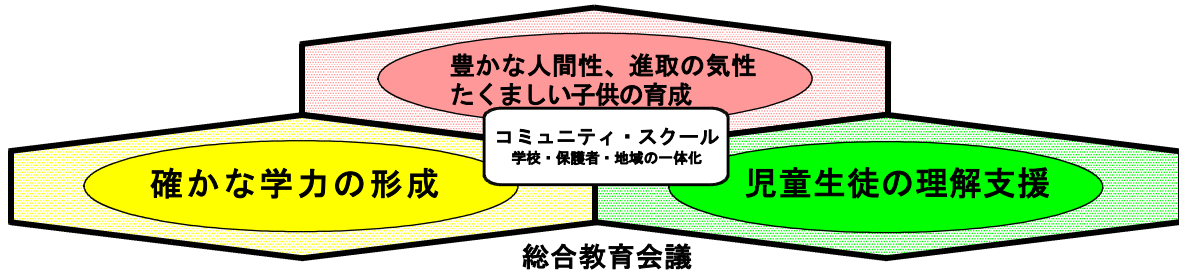 豊かな人間性、進取の気性
たくましい子供の育成
コミュニティ・スクール
学校・保護者・地域の一体化
確かな学力の形成
児童生徒の理解支援
総合教育会議